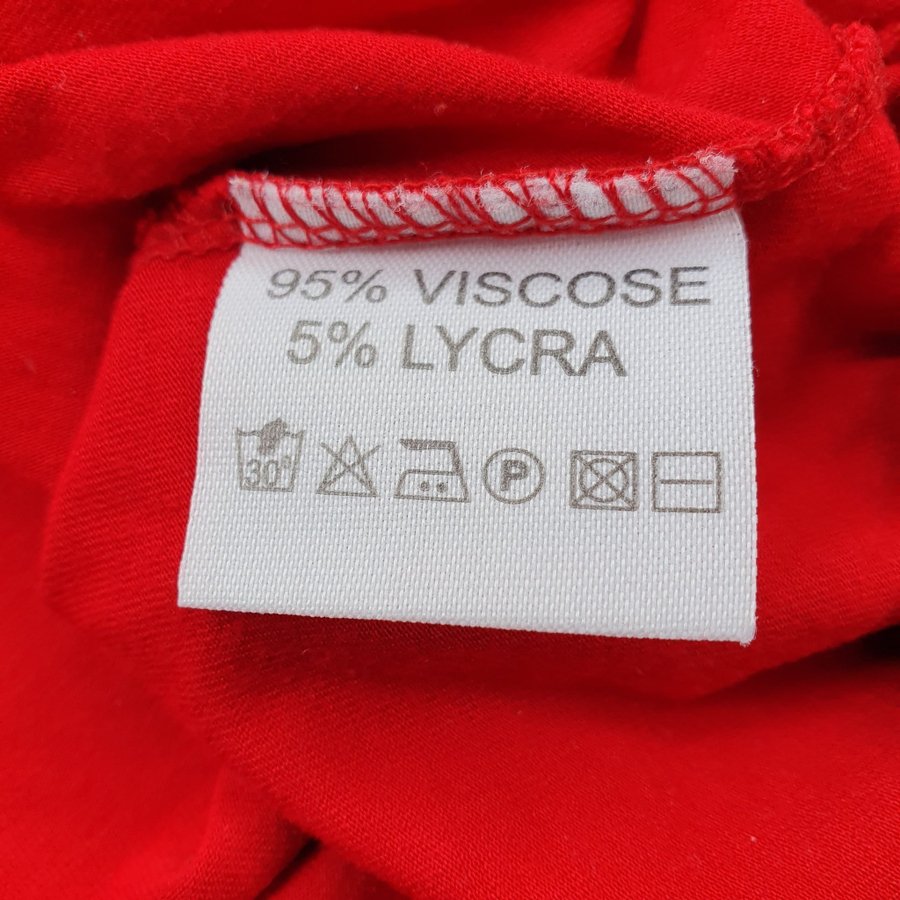 95% VISCOSE
5% LYCRA
30° P